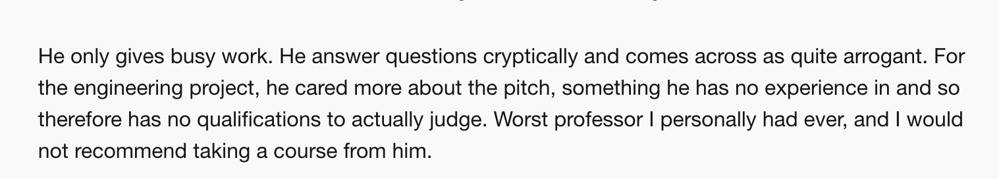 He only gives busy work. He answer questions cryptically and comes across as quite arrogant. For
the engineering project, he cared more about the pitch, something he has no experience in and so
therefore has no qualifications to actually judge. Worst professor I personally had ever, and I would
not recommend taking a course from him.